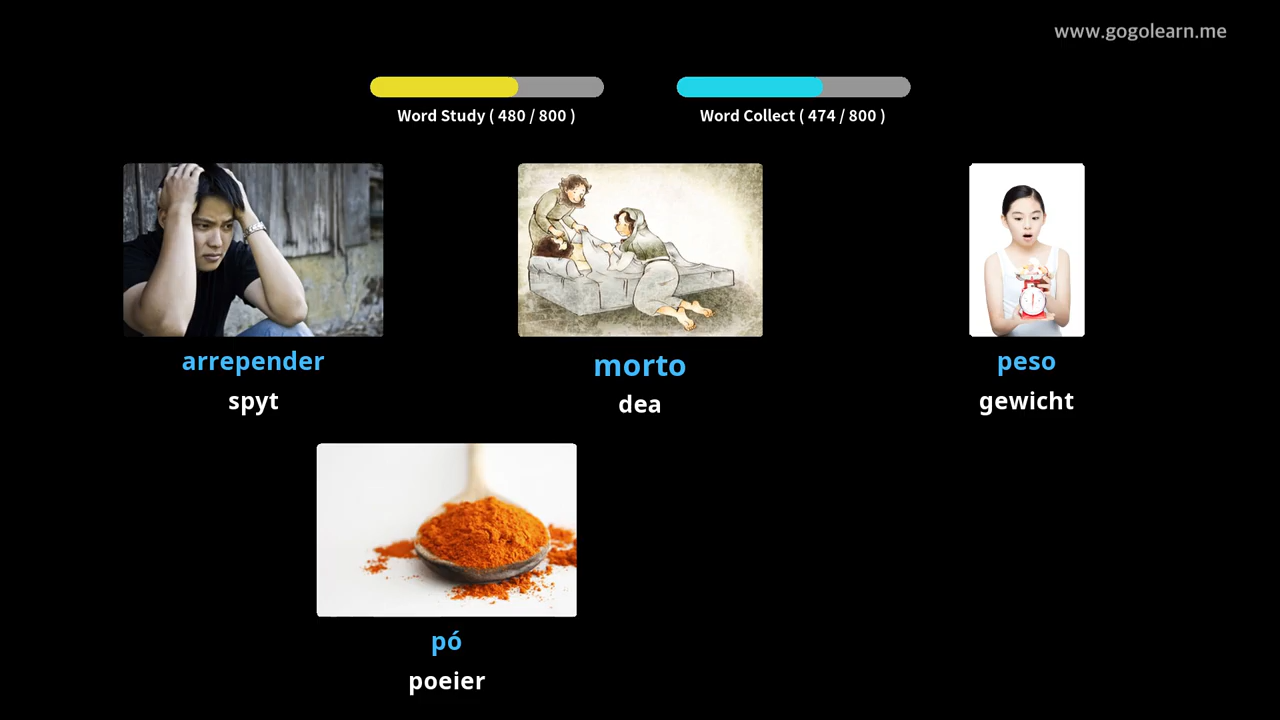 www.gogolearn.me
Word Study ( 480 / 800 )
Word Collect ( 474 / 800 )
arrepender
spyt
morto
dea
peso
gewicht
pó
poeier